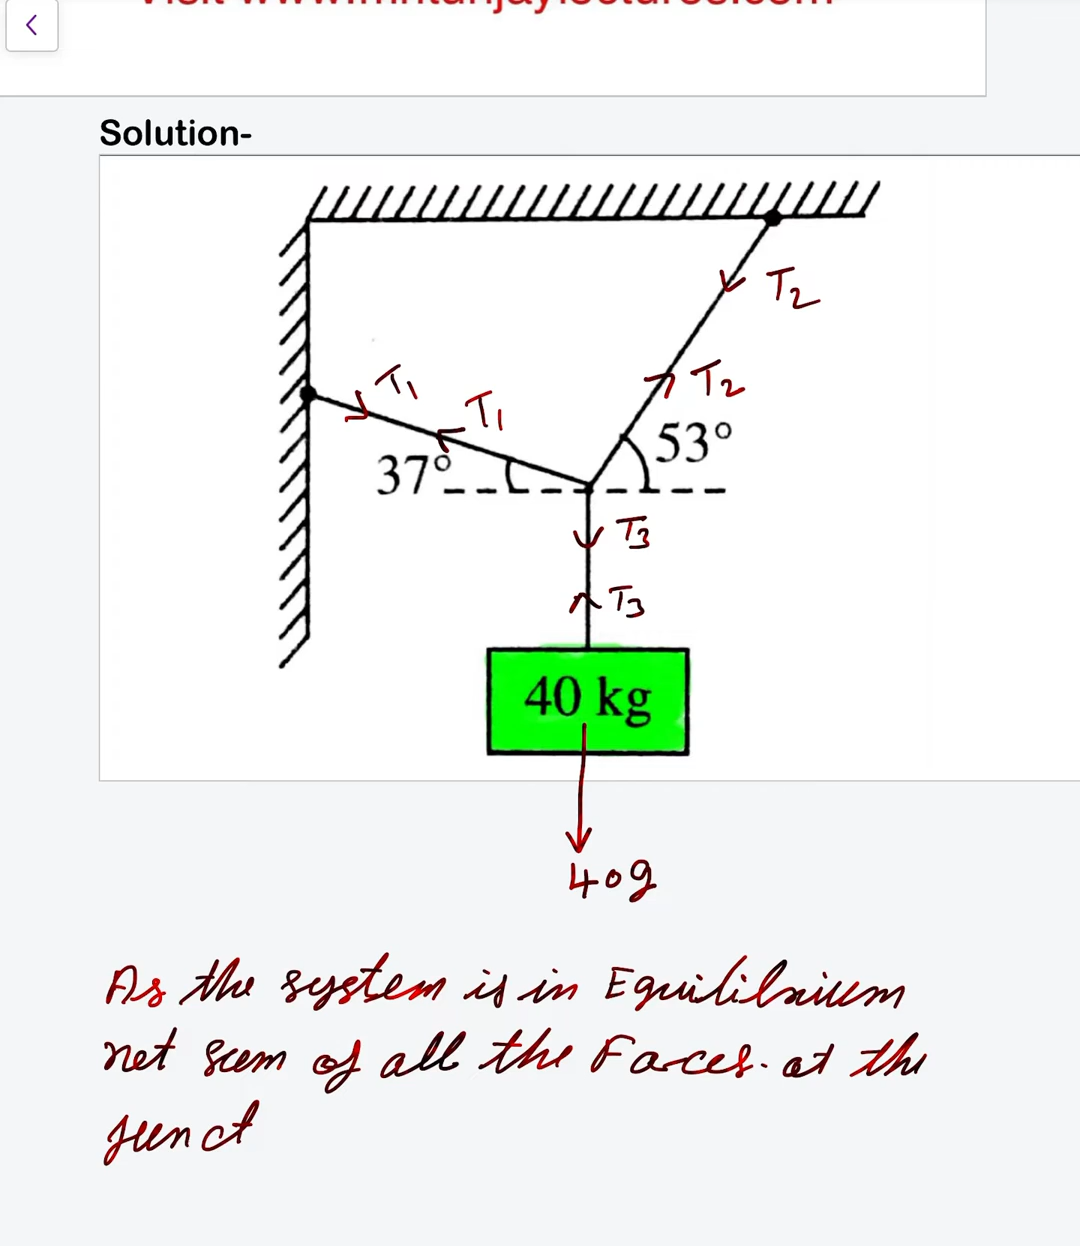 Solution-
T2
T1
T2
T1
53°
37°
T3
T3
40 kg
40g
As the system is in Equilibrium
net sum of all the Forces. at the
junct